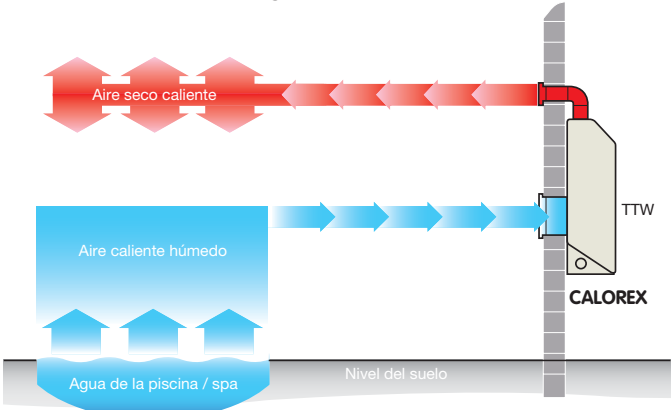 Aire seco caliente
TTW
Aire caliente húmedo
CALOREX
Nivel del suelo
Agua de la piscina / spa